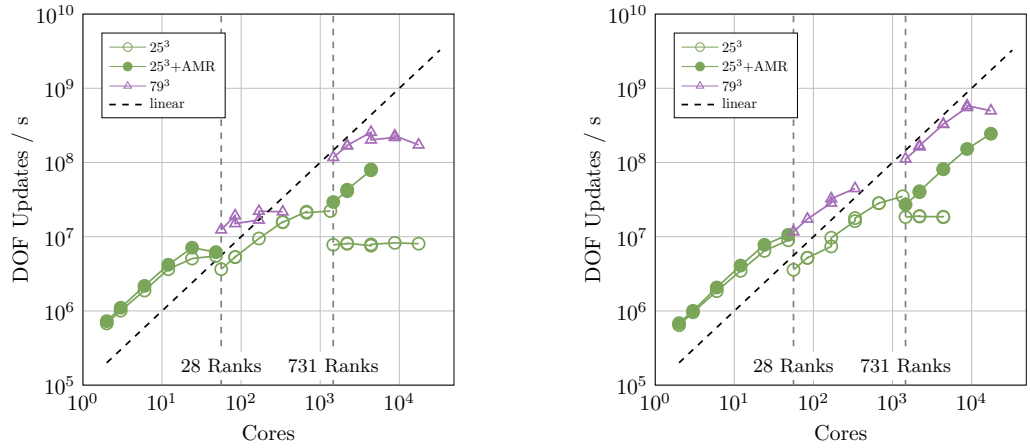 10^10
10^9
10^8
10^7
10^6
10^5
DOF Updates / s
25^3
25^3+AMR
79^3
linear
28 Ranks
731 Ranks
10^0
10^1
10^2
10^3
10^4
Cores
10^10
10^9
10^8
10^7
10^6
10^5
DOF Updates / s
25^3
25^3+AMR
79^3
linear
28 Ranks
731 Ranks
10^0
10^1
10^2
10^3
10^4
Cores